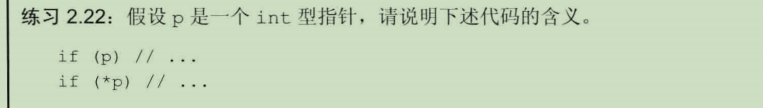 练习 2.22：假设 p 是一个 int 型指针，请说明下述代码的含义。
if (p) // ...
if (*p) // ...